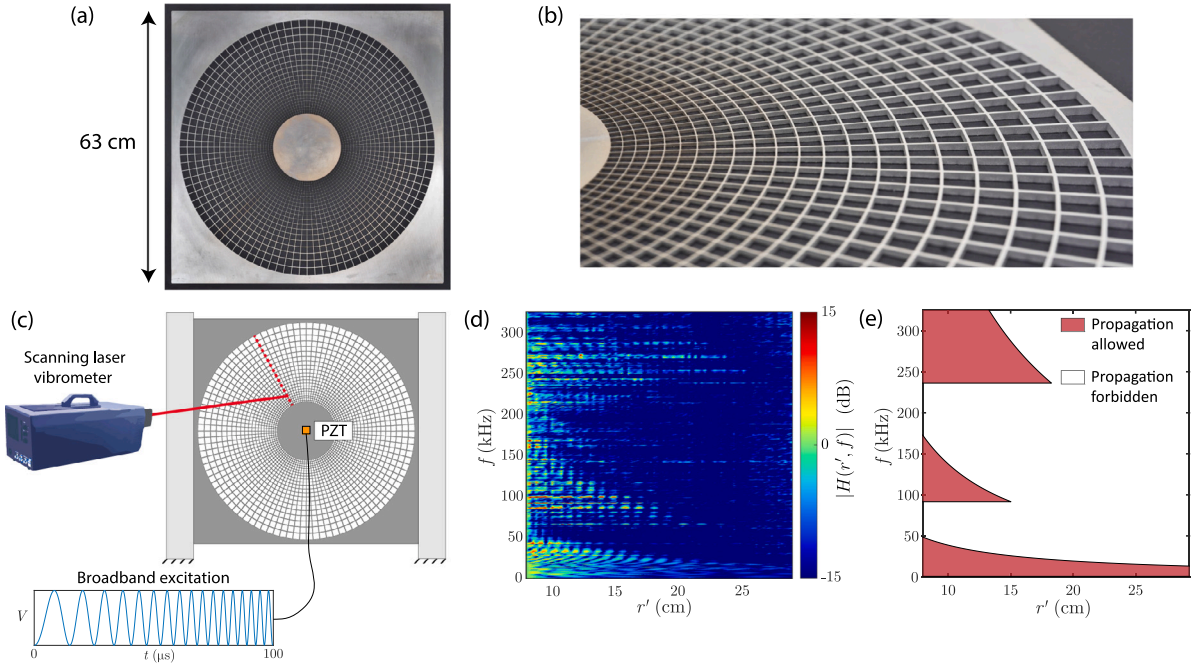 (a)
63 cm
(b)
(c)
Scanning laser
vibrometer
PZT
Broadband excitation
V
0
t (μs)
100
(d)
f (kHz)
300
250
200
150
100
50
0
10
15
20
25
r′ (cm)
15
0
-15
|H(r′, f)| (dB)
(e)
f (kHz)
300
250
200
150
100
50
0
10
15
20
25
r′ (cm)
Propagation
allowed
Propagation
forbidden